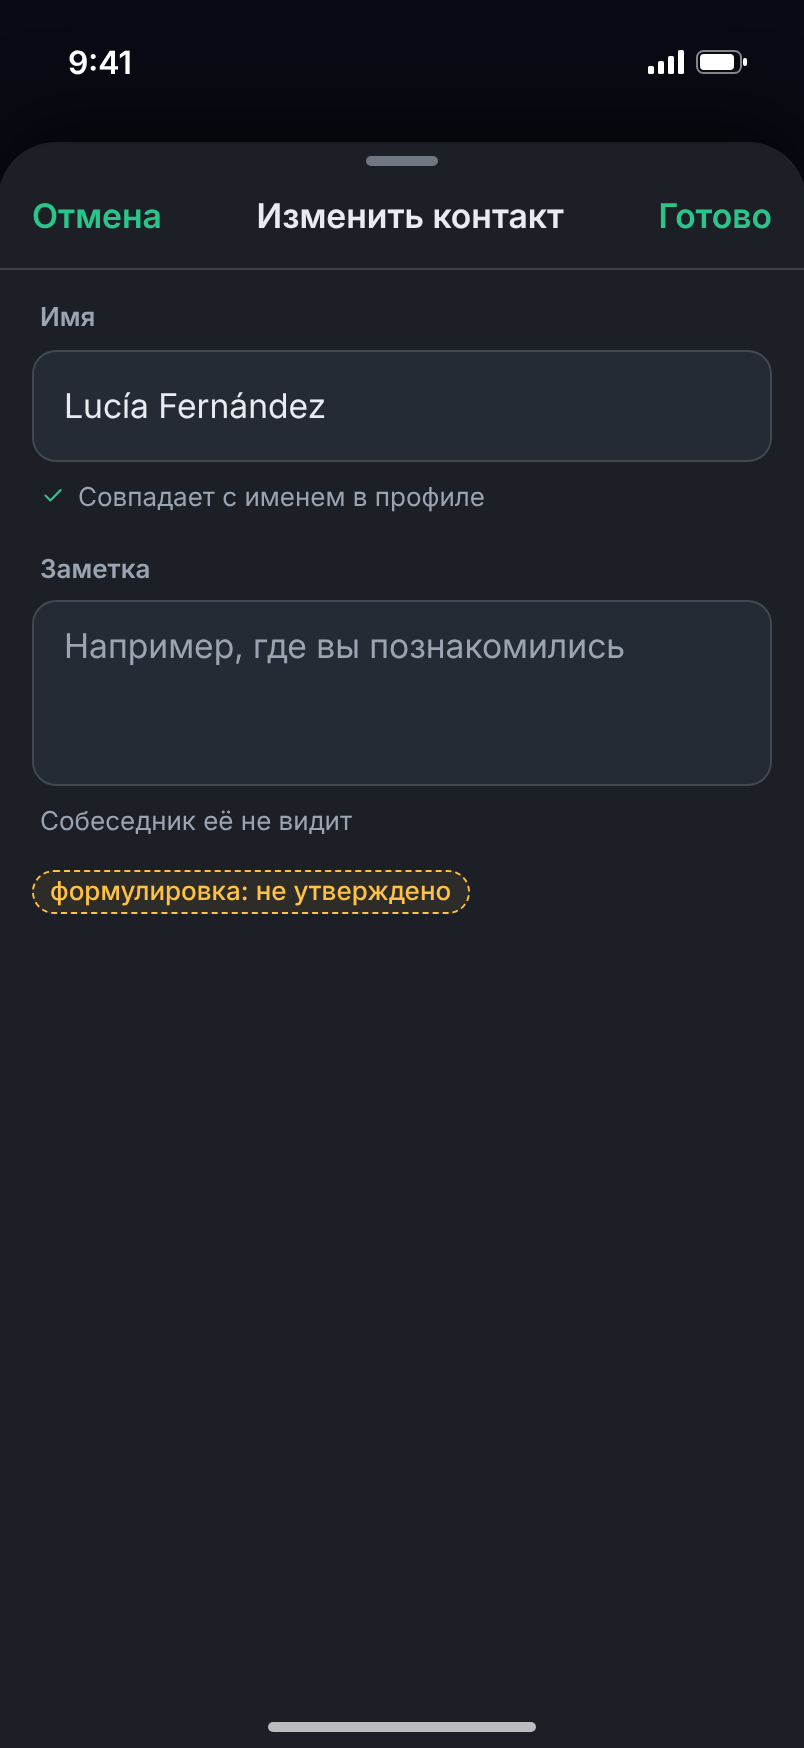 9:41
Отмена Изменить контакт Готово
Имя
Lucía Fernández
Совпадает с именем в профиле
Заметка
Например, где вы познакомились
Собеседник её не видит
формулировка: не утверждено